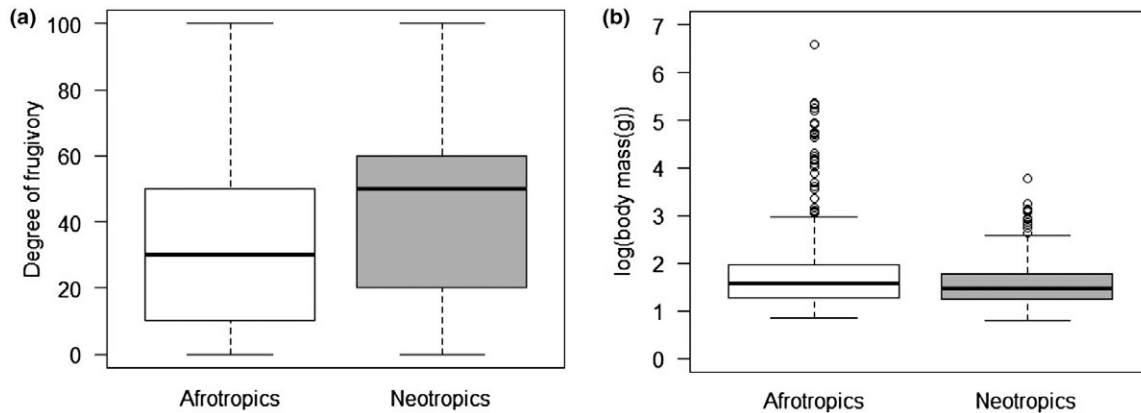 (a)
Degree of frugivory
100
80
60
40
20
0
Afrotropics Neotropics
(b)
log(body mass(g))
7
6
5
4
3
2
1
0
Afrotropics Neotropics